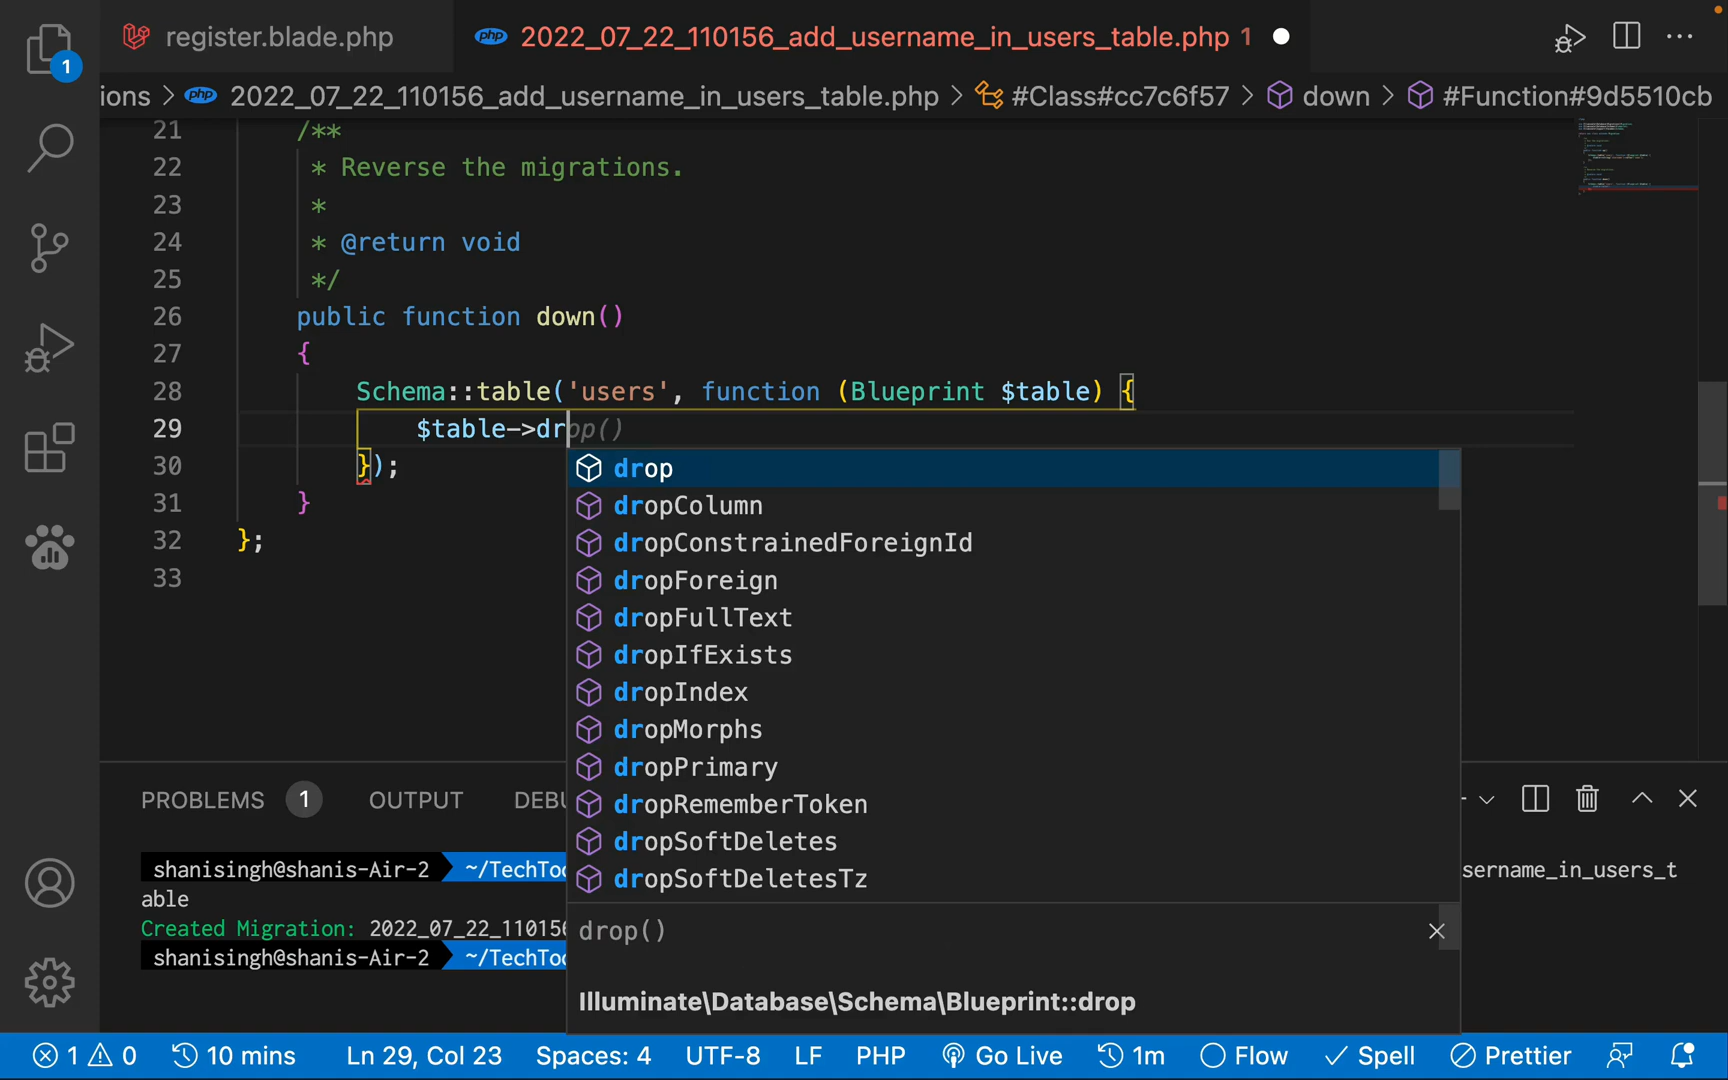 register.blade.php
2022_07_22_110156_add_username_in_users_table.php 1
1
ions > php 2022_07_22_110156_add_username_in_users_table.php > #Class#cc7c6f57 > down > #Function#9d5510cb
21 /**
22 * Reverse the migrations.
23 *
24 * @return void
25 */
26 public function down()
27 {
28 Schema::table('users', function (Blueprint $table) {
29 $table->drop()
30 });
31 }
32 };
33
drop
dropColumn
dropConstrainedForeignId
dropForeign
dropFullText
dropIfExists
dropIndex
dropMorphs
dropPrimary
dropRememberToken
dropSoftDeletes
dropSoftDeletesTz
drop()
Illuminate\Database\Schema\Blueprint::drop
PROBLEMS 1 OUTPUT DEBU
shanisingh@shanis-Air-2 ~/TechToo sername_in_users_t
able
Created Migration: 2022_07_22_110156
shanisingh@shanis-Air-2 ~/TechToo
1 0 10 mins Ln 29, Col 23 Spaces: 4 UTF-8 LF PHP Go Live 1m Flow Spell Prettier